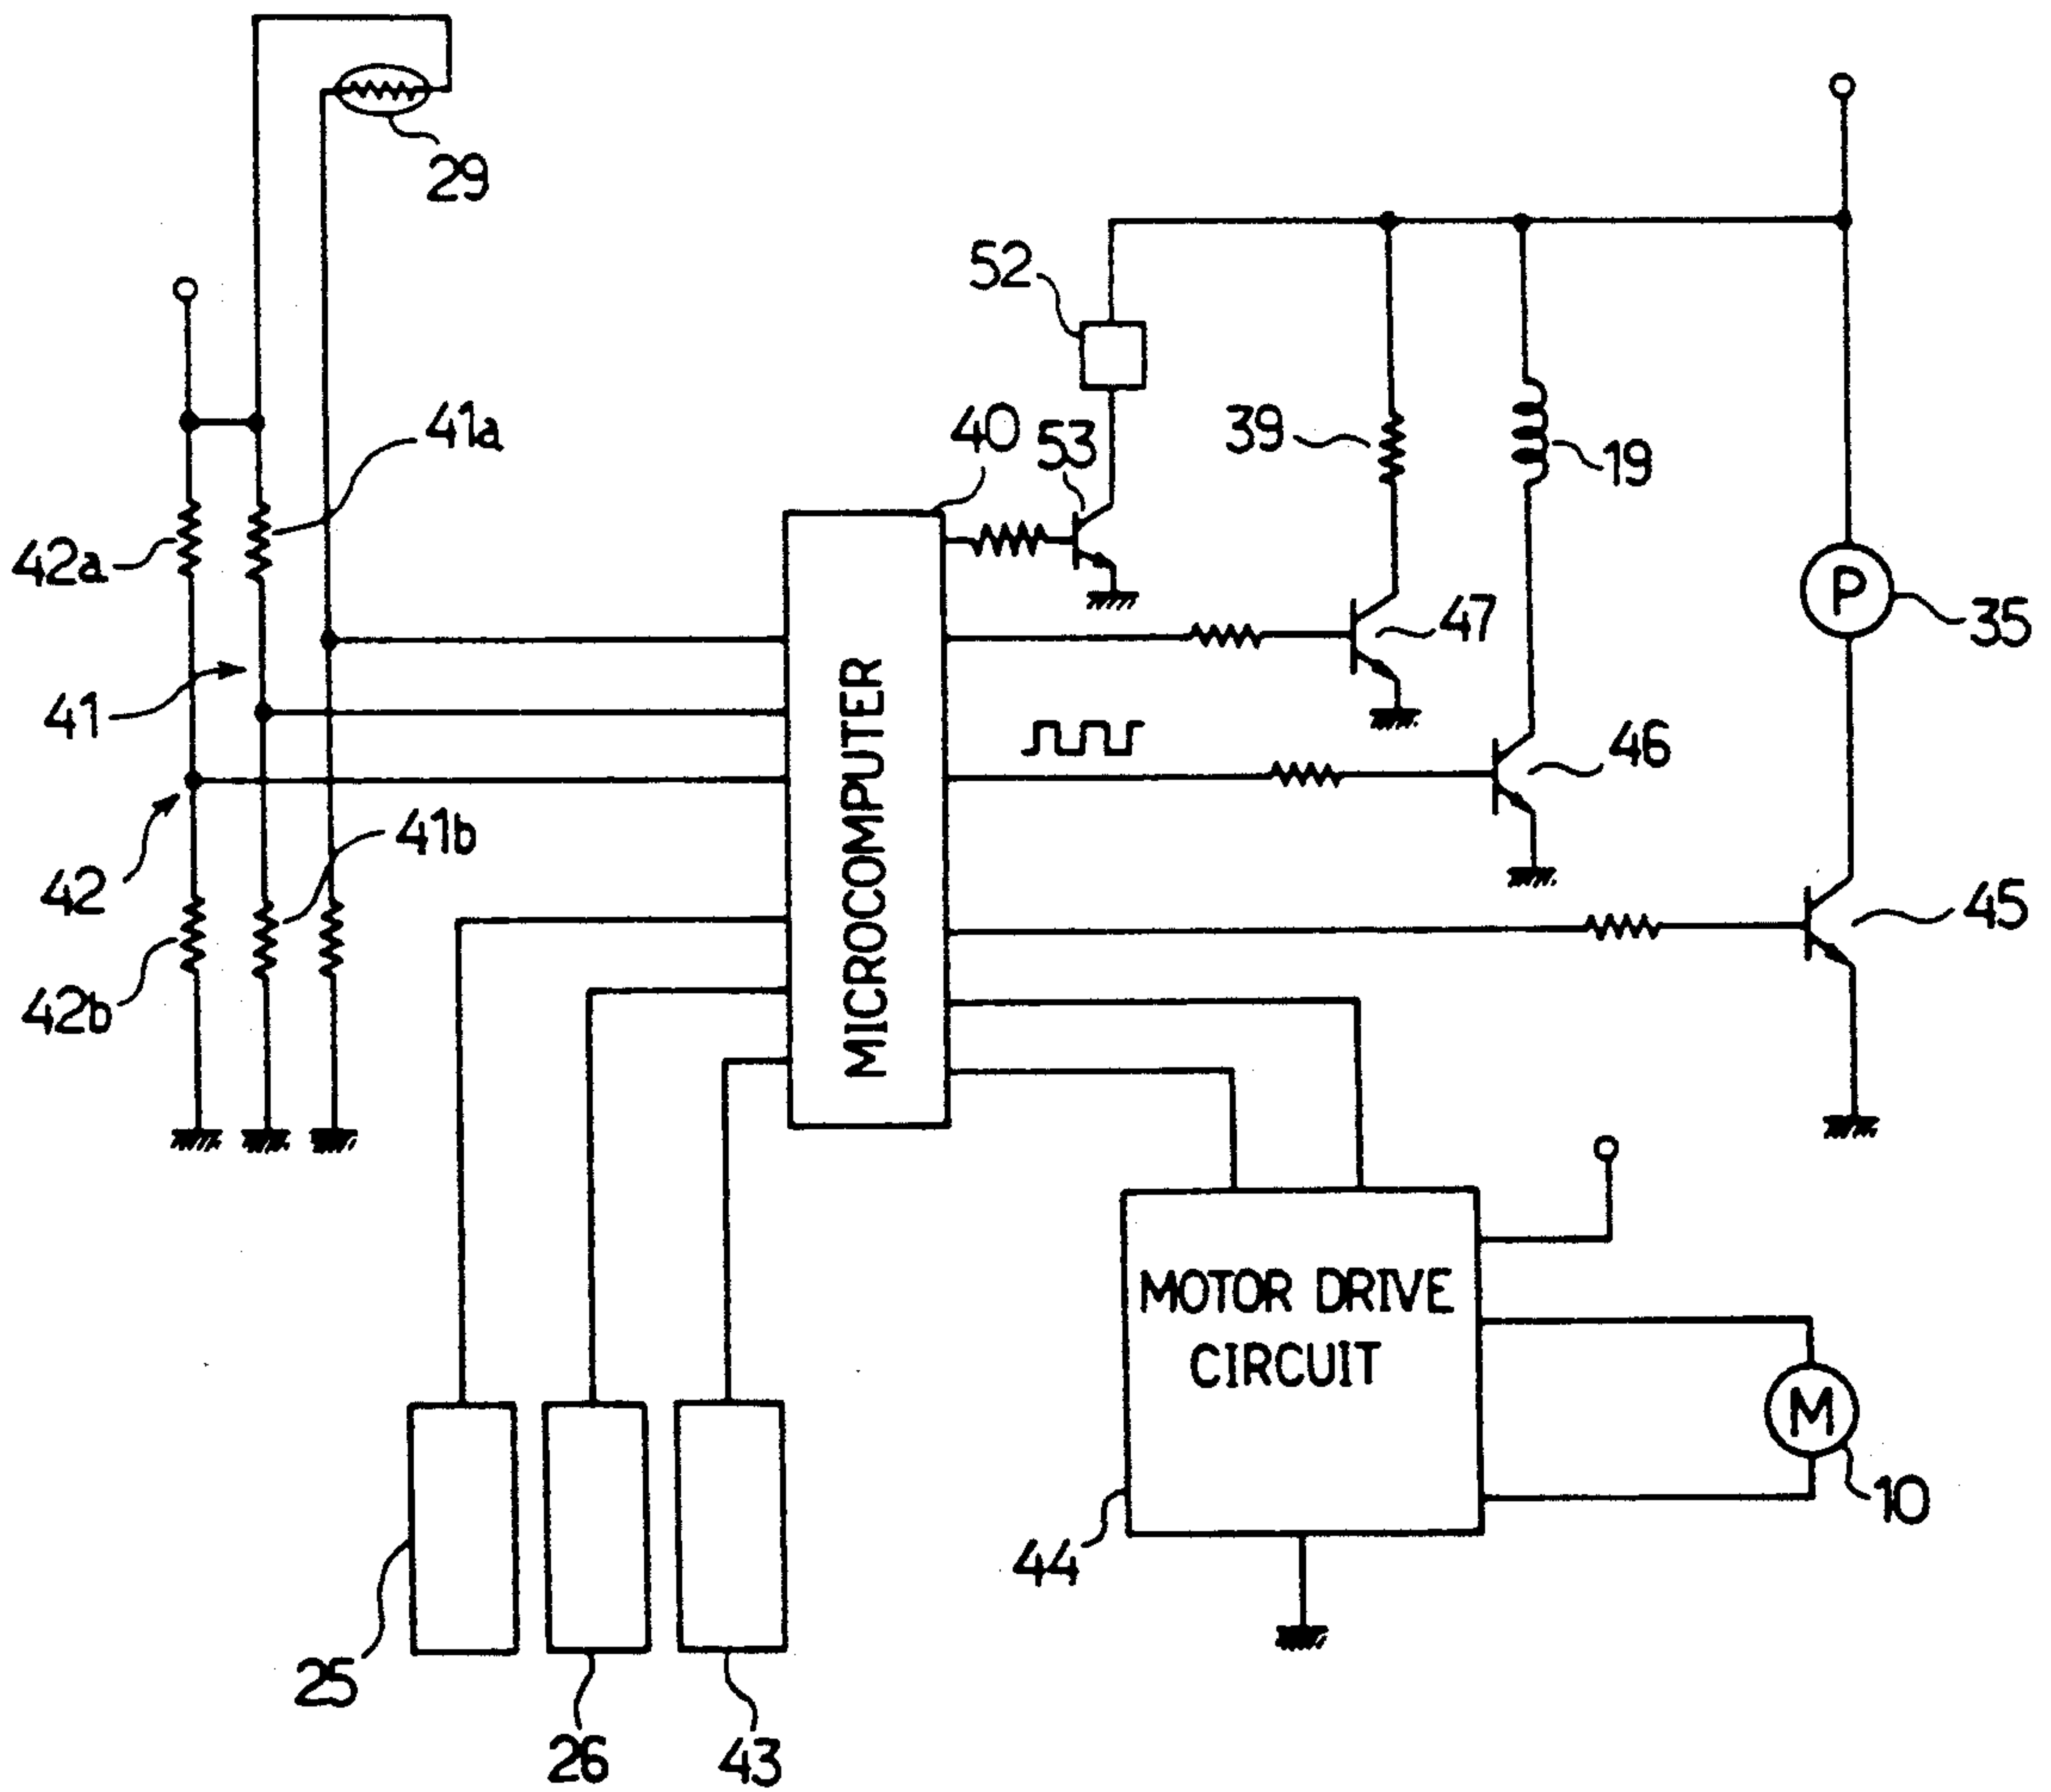 29
52
41a
40
53
39
19
42a
P
35
47
41
MICROCOMPUTER
46
41b
42
45
42b
MOTOR DRIVE
CIRCUIT
M
10
44
25
26
43